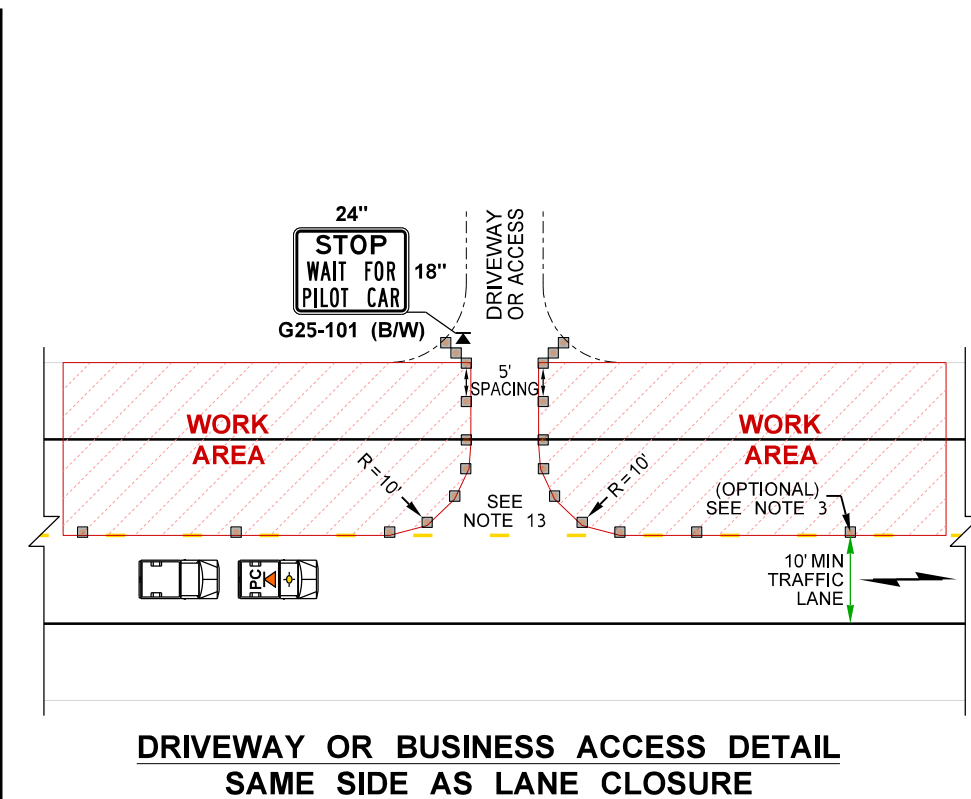 24"
STOP
WAIT FOR
PILOT CAR
18"
G25-101 (B/W)
DRIVEWAY
OR ACCESS
5'
SPACING
WORK
AREA
WORK
AREA
R=10'
R=10'
SEE
NOTE 13
(OPTIONAL)
SEE NOTE 3
10' MIN
TRAFFIC
LANE
PC
DRIVEWAY OR BUSINESS ACCESS DETAIL
SAME SIDE AS LANE CLOSURE